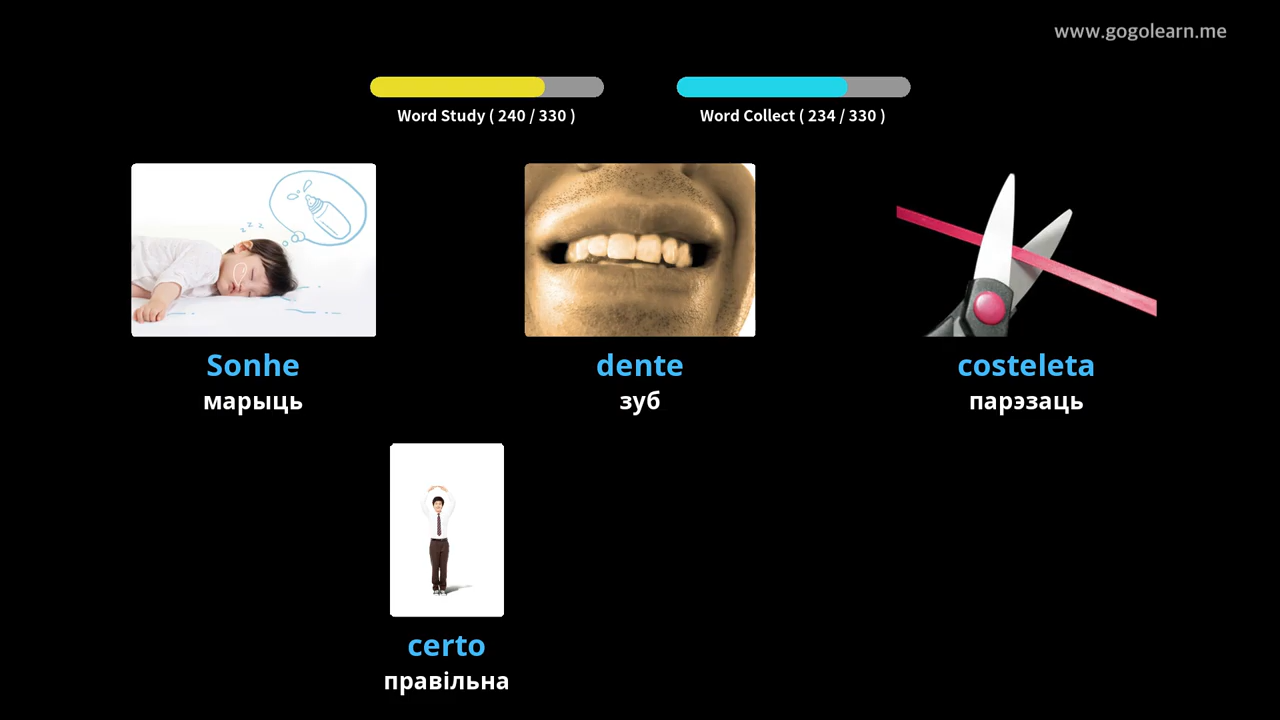 www.gogolearn.me
Word Study ( 240 / 330 )
Word Collect ( 234 / 330 )
Sonhe
марыць
dente
зуб
costeleta
парэзаць
certo
правільна